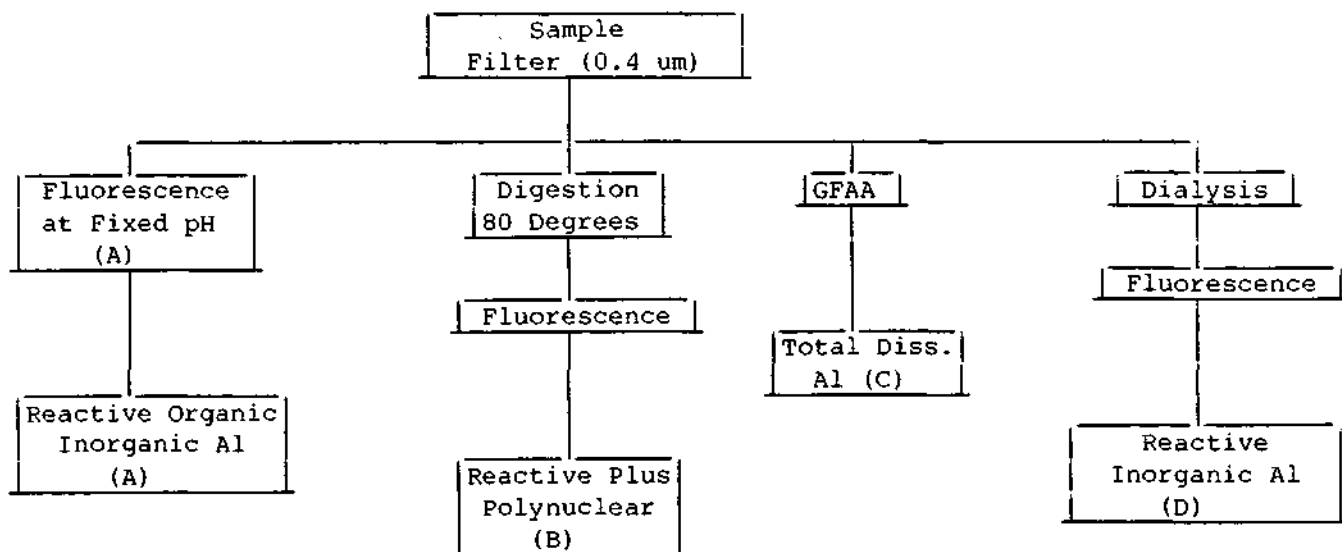 Sample
Filter (0.4 um)
Fluorescence
at Fixed pH
(A)
Digestion
80 Degrees
GFAA
Dialysis
Fluorescence
Fluorescence
Total Diss.
Al (C)
Reactive Organic
Inorganic Al
(A)
Reactive Plus
Polynuclear
(B)
Reactive
Inorganic Al
(D)